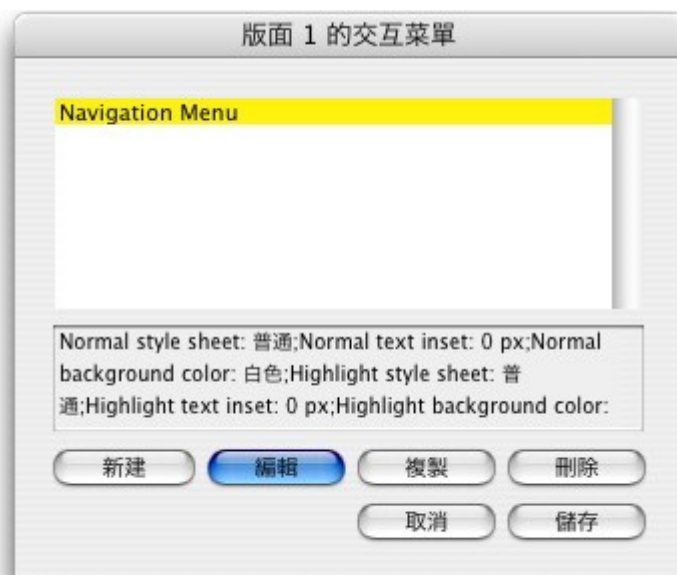 版面 1 的交互菜單
Navigation Menu
Normal style sheet: 普通;Normal text inset: 0 px;Normal
background color: 白色;Highlight style sheet: 普
通;Highlight text inset: 0 px;Highlight background color:
新建 編輯 複製 刪除
取消 儲存